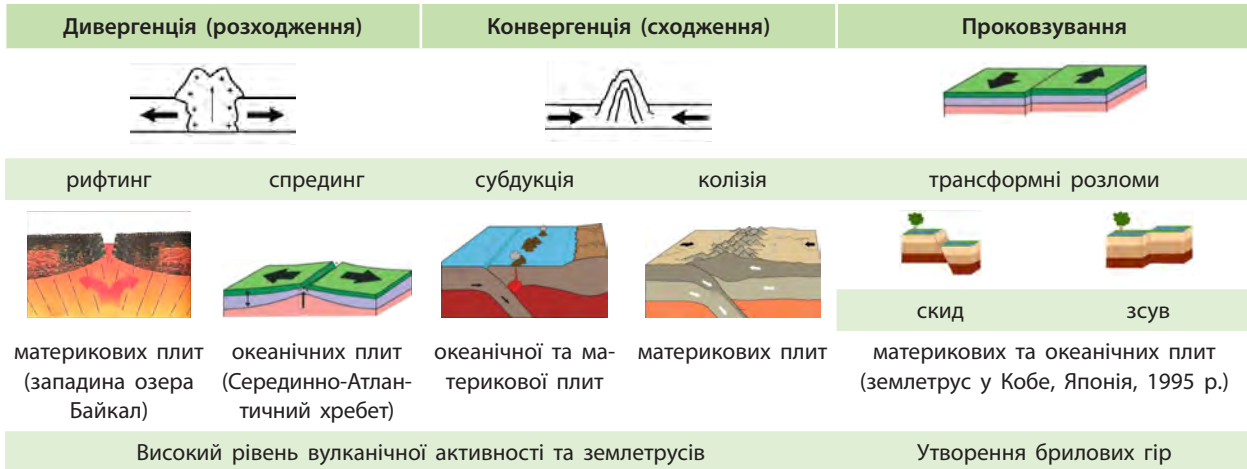 Дивергенція (розходження)
Конвергенція (сходження)
Проковзування
рифтинг
спрединг
субдукція
колізія
трансформні розломи
скид
зсув
материкових плит
(западина озера
Байкал)
океанічних плит
(Серединно-Атлан-
тичний хребет)
океанічної та ма-
терикової плит
материкових плит
материкових та океанічних плит
(землетрус у Кобе, Японія, 1995 р.)
Високий рівень вулканічної активності та землетрусів
Утворення брилових гір